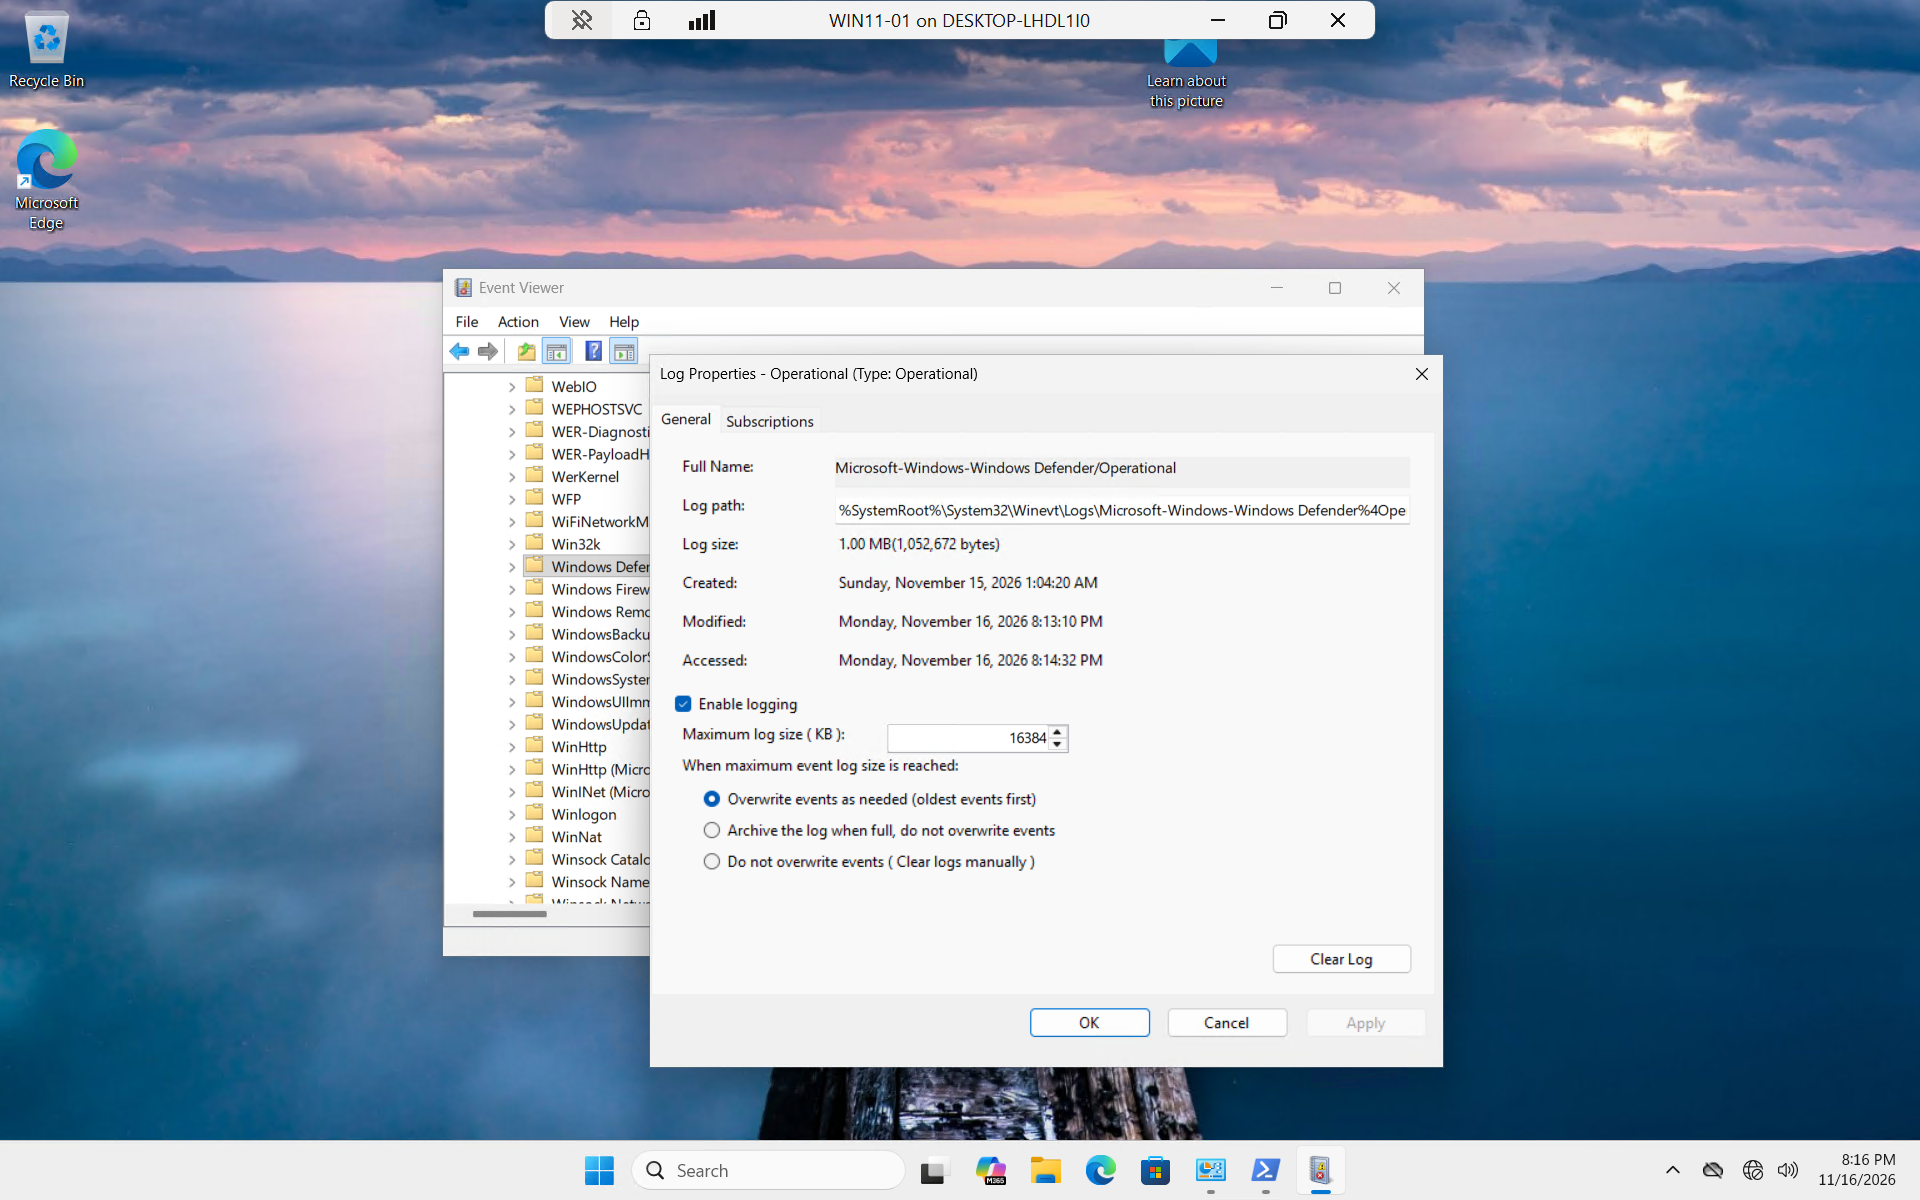 WIN11-01 on DESKTOP-LHDL1I0
Recycle Bin
Learn about
this picture
Microsoft
Edge
Event Viewer
File Action View Help
WebIO
WEPHOSTSVC
WER-Diagnosti
WER-PayloadH
WerKernel
WFP
WiFiNetworkM
Win32k
Windows Defer
Windows Firew
Windows Remo
WindowsBacku
WindowsColorS
WindowsSyster
WindowsUIImm
WindowsUpdat
WinHttp
WinHttp (Micro
WinINet (Micro
Winlogon
WinNat
Winsock Catalo
Winsock Name
Winsock Netwo
Log Properties - Operational (Type: Operational)
General Subscriptions
Full Name: Microsoft-Windows-Windows Defender/Operational
Log path: %SystemRoot%\System32\Winevt\Logs\Microsoft-Windows-Windows Defender%4Ope
Log size: 1.00 MB(1,052,672 bytes)
Created: Sunday, November 15, 2026 1:04:20 AM
Modified: Monday, November 16, 2026 8:13:10 PM
Accessed: Monday, November 16, 2026 8:14:32 PM
Enable logging
Maximum log size ( KB ): 16384
When maximum event log size is reached:
Overwrite events as needed (oldest events first)
Archive the log when full, do not overwrite events
Do not overwrite events ( Clear logs manually )
Clear Log
OK Cancel Apply
Search
M365
8:16 PM
11/16/2026